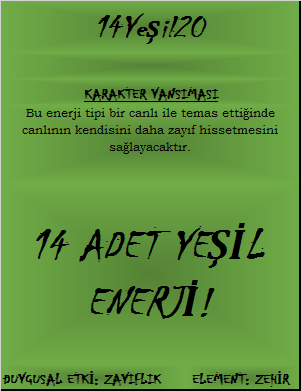 14Yeşil20
KARAKTER YANSIMASI
Bu enerji tipi bir canlı ile temas ettiğinde
canlının kendisini daha zayıf hissetmesini
sağlayacaktır.
14 ADET YEŞİL
ENERJİ!
DUYGUSAL ETKİ: ZAYIFLIK ELEMENT: ZEHİR